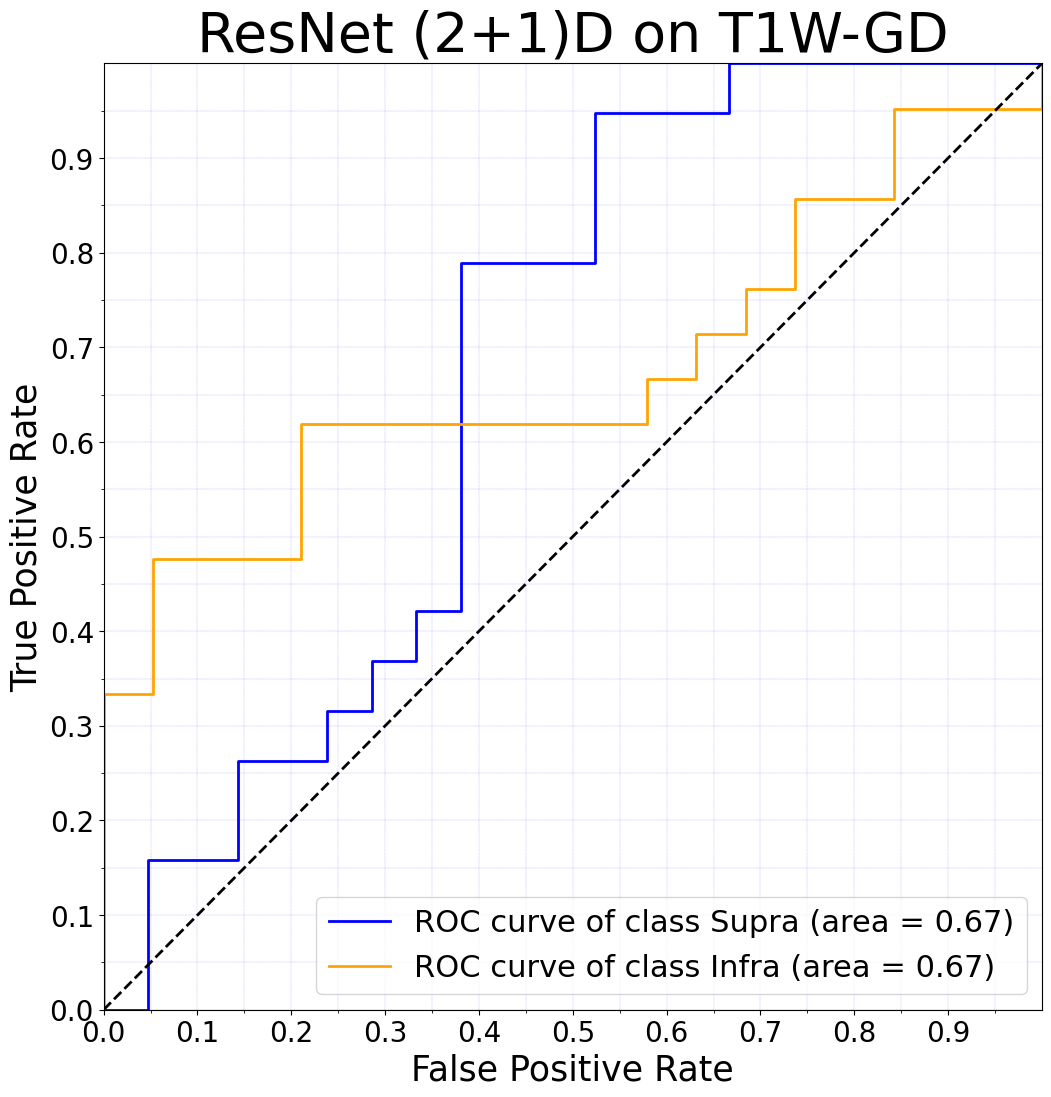 ResNet (2+1)D on T1W-GD
True Positive Rate
0.9
0.8
0.7
0.6
0.5
0.4
0.3
0.2
0.1
0.0
ROC curve of class Supra (area = 0.67)
ROC curve of class Infra (area = 0.67)
0.0 0.1 0.2 0.3 0.4 0.5 0.6 0.7 0.8 0.9
False Positive Rate